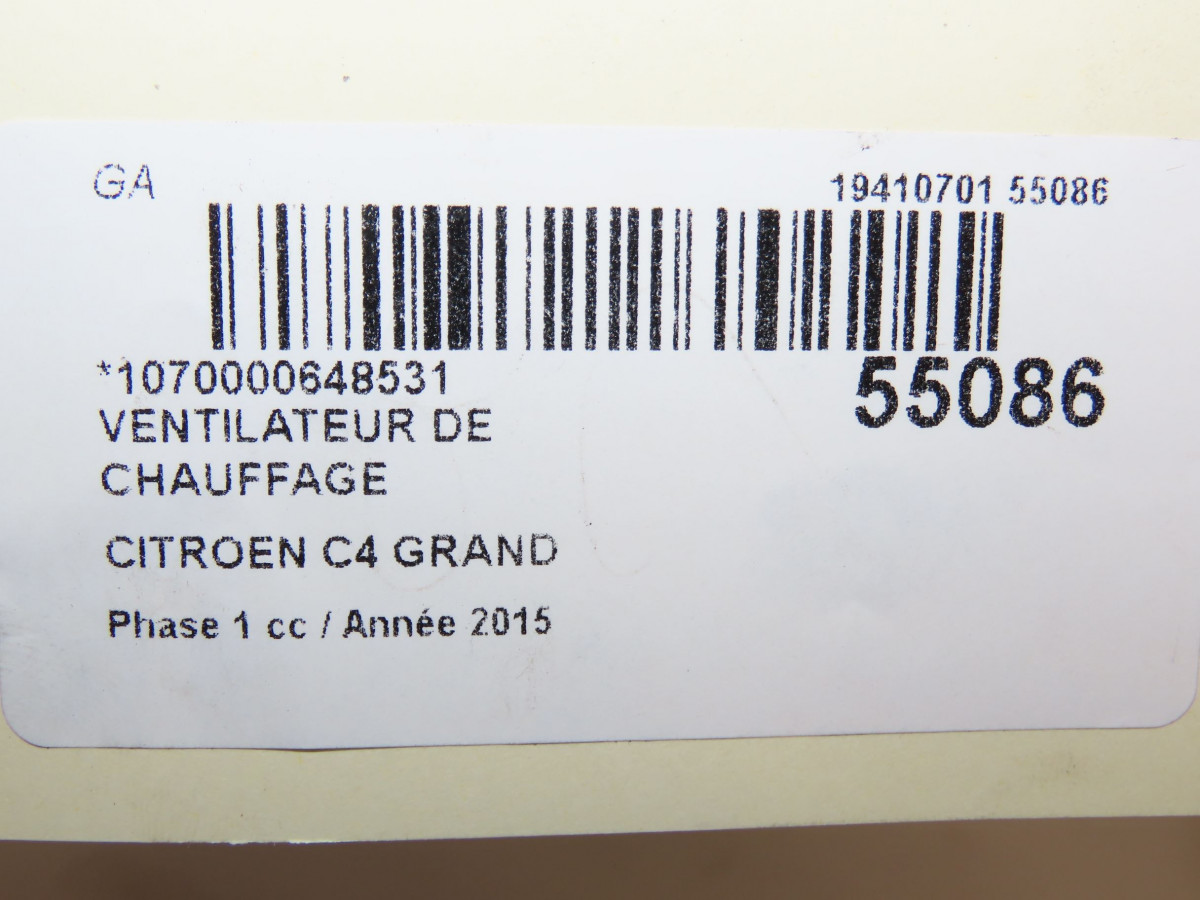 GA
19410701 55086
*1070000648531
55086
VENTILATEUR DE
CHAUFFAGE
CITROEN C4 GRAND
Phase 1 cc / Année 2015